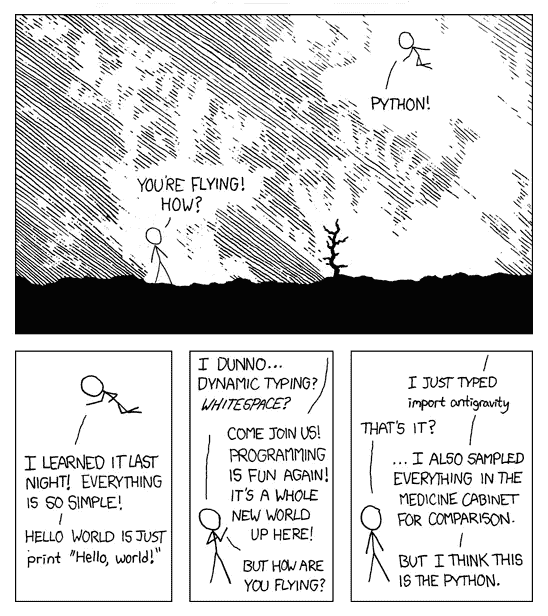 YOU'RE FLYING!
HOW?
PYTHON!
I LEARNED IT LAST
NIGHT! EVERYTHING
IS SO SIMPLE!
HELLO WORLD IS JUST
print "Hello, world!"
I DUNNO...
DYNAMIC TYPING?
WHITESPACE?
COME JOIN US!
PROGRAMMING
IS FUN AGAIN!
IT'S A WHOLE
NEW WORLD
UP HERE!
BUT HOW ARE
YOU FLYING?
I JUST TYPED
import antigravity
THAT'S IT?
... I ALSO SAMPLED
EVERYTHING IN THE
MEDICINE CABINET
FOR COMPARISON.
BUT I THINK THIS
IS THE PYTHON.